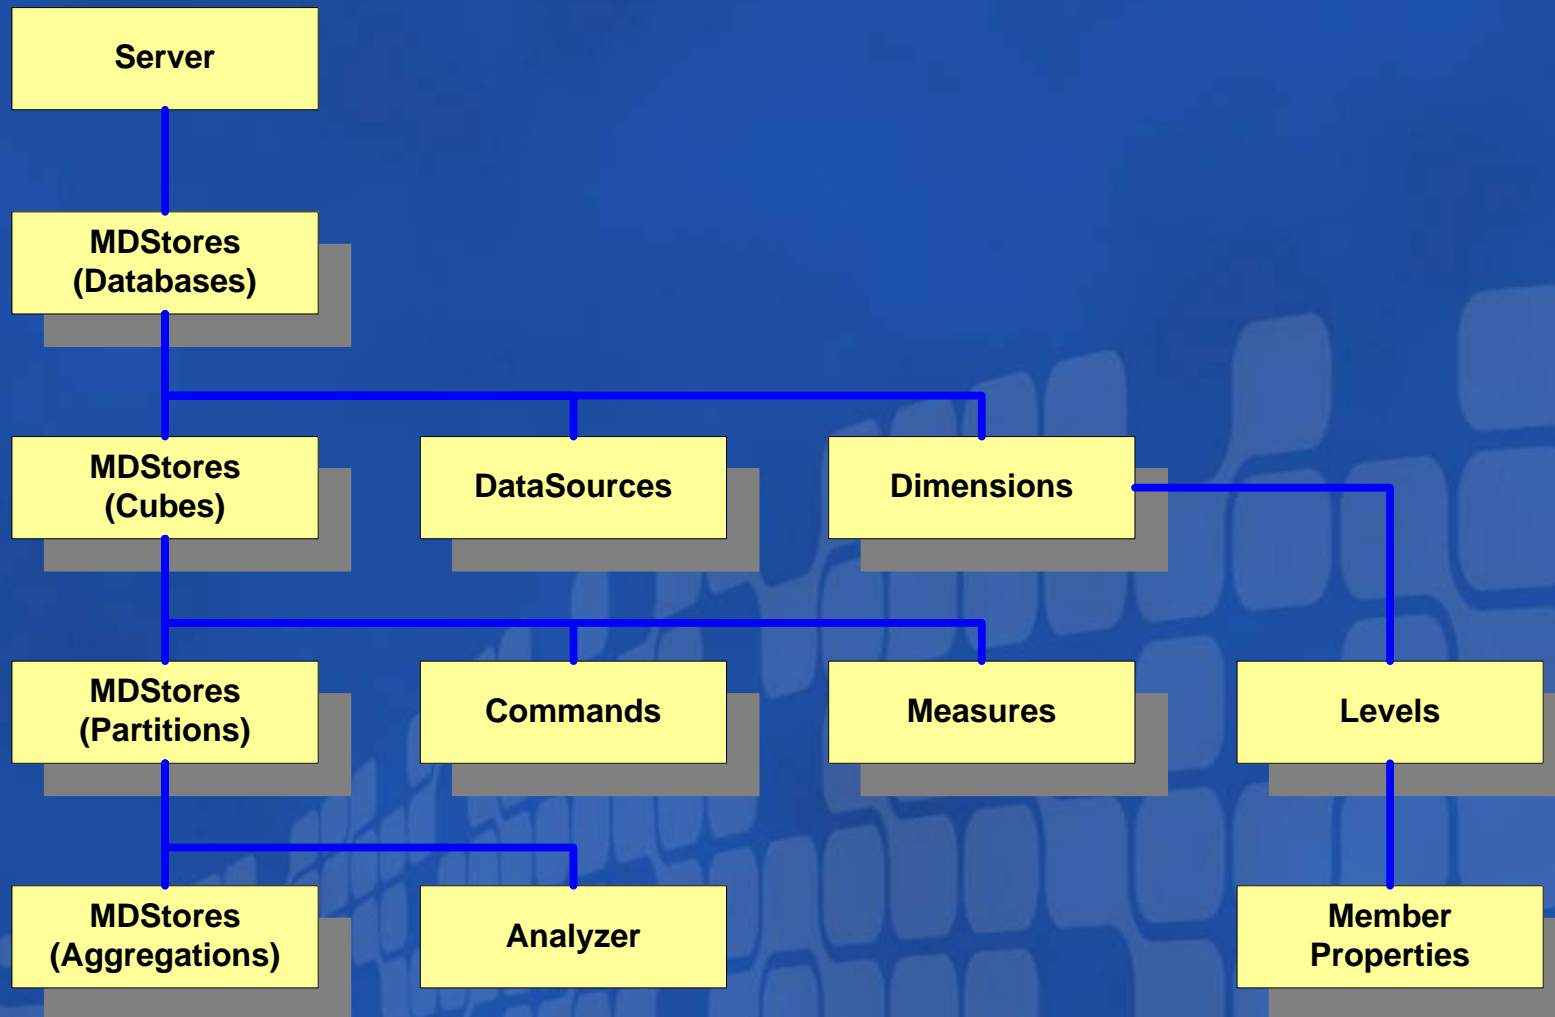 Server
MDStores
(Databases)
MDStores
(Cubes)
DataSources
Dimensions
MDStores
(Partitions)
Commands
Measures
Levels
MDStores
(Aggregations)
Analyzer
Member
Properties